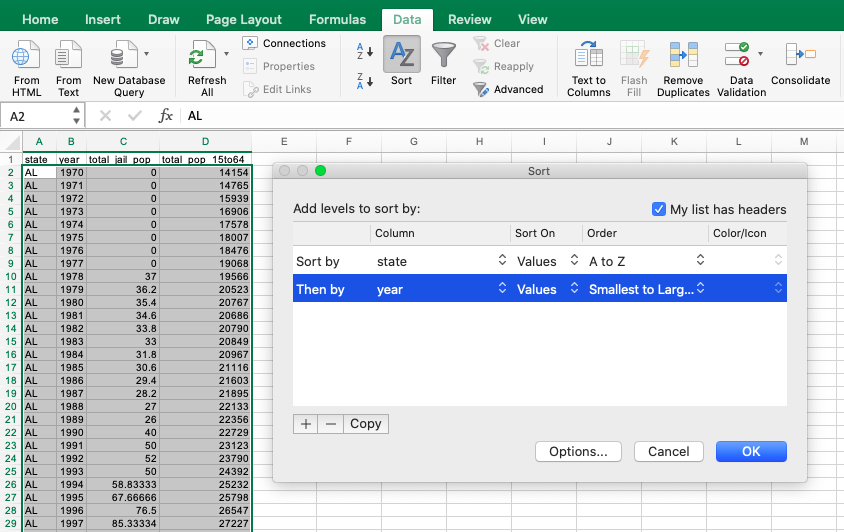 Home Insert Draw Page Layout Formulas Data Review View
From HTML
From Text
New Database Query
Refresh All
Connections
Properties
Edit Links
A Z
Z A
AZ
Sort
Filter
Clear
Reapply
Advanced
Text to Columns
Flash Fill
Remove Duplicates
Data Validation
Consolidate
A2 fx AL
A B C D E F G H I J K L M
1 state year total_jail_pop total_pop_15to64
2 AL 1970 0 14154
3 AL 1971 0 14765
4 AL 1972 0 15939
5 AL 1973 0 16906
6 AL 1974 0 17578
7 AL 1975 0 18007
8 AL 1976 0 18476
9 AL 1977 0 19068
10 AL 1978 37 19566
11 AL 1979 36.2 20523
12 AL 1980 35.4 20767
13 AL 1981 34.6 20686
14 AL 1982 33.8 20790
15 AL 1983 33 20849
16 AL 1984 31.8 20967
17 AL 1985 30.6 21116
18 AL 1986 29.4 21603
19 AL 1987 28.2 21895
20 AL 1988 27 22133
21 AL 1989 26 22356
22 AL 1990 40 22729
23 AL 1991 50 23123
24 AL 1992 52 23790
25 AL 1993 50 24392
26 AL 1994 58.83333 25232
27 AL 1995 67.66666 25798
28 AL 1996 76.5 26547
29 AL 1997 85.33334 27227
Sort
Add levels to sort by:
My list has headers
Column Sort On Order Color/Icon
Sort by state Values A to Z
Then by year Values Smallest to Larg...
+ − Copy
Options... Cancel OK